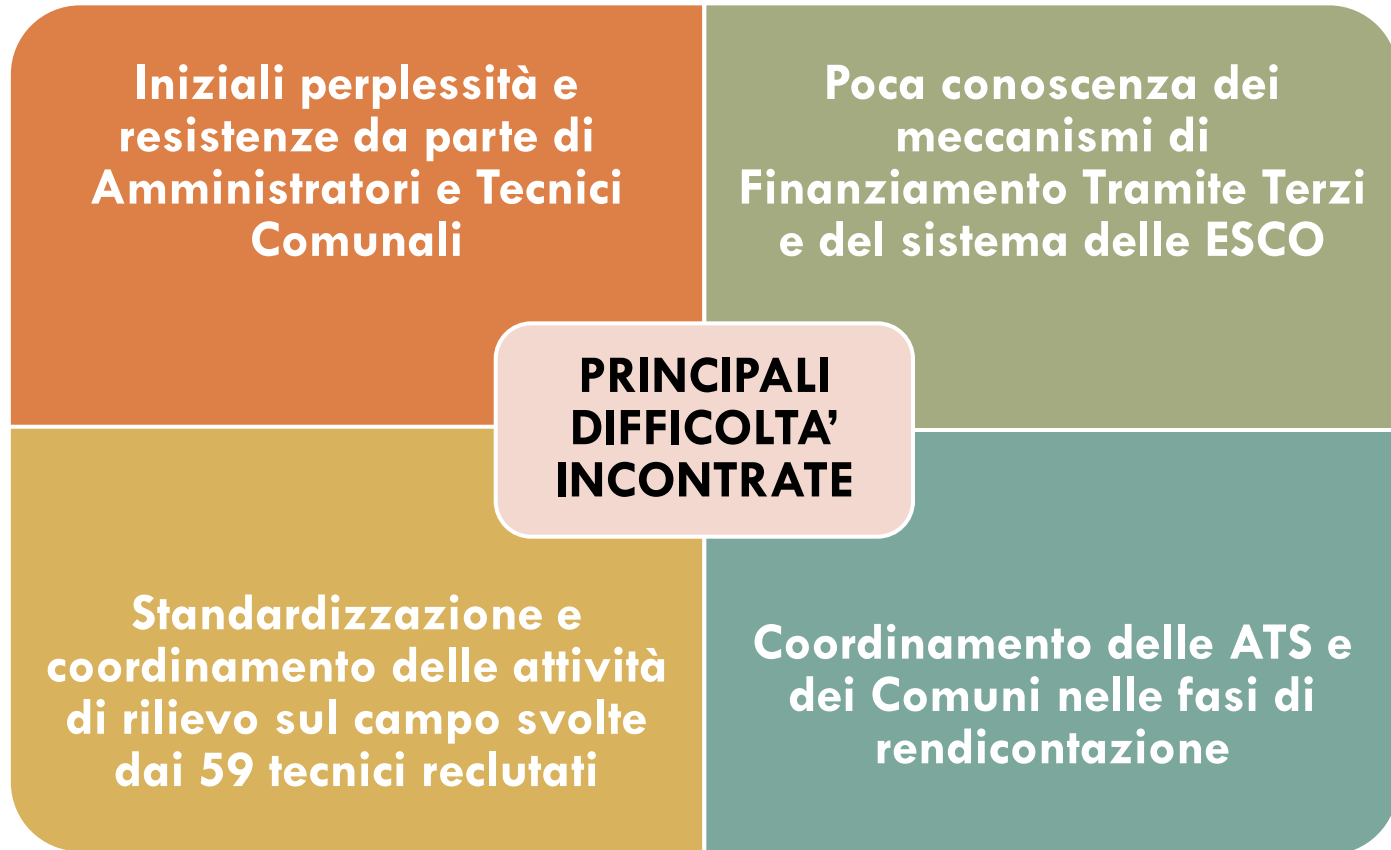 Iniziali perplessità e
resistenze da parte di
Amministratori e Tecnici
Comunali
Poca conoscenza dei
meccanismi di
Finanziamento Tramite Terzi
e del sistema delle ESCO
PRINCIPALI
DIFFICOLTA’
INCONTRATE
Standardizzazione e
coordinamento delle attività
di rilievo sul campo svolte
dai 59 tecnici reclutati
Coordinamento delle ATS e
dei Comuni nelle fasi di
rendicontazione